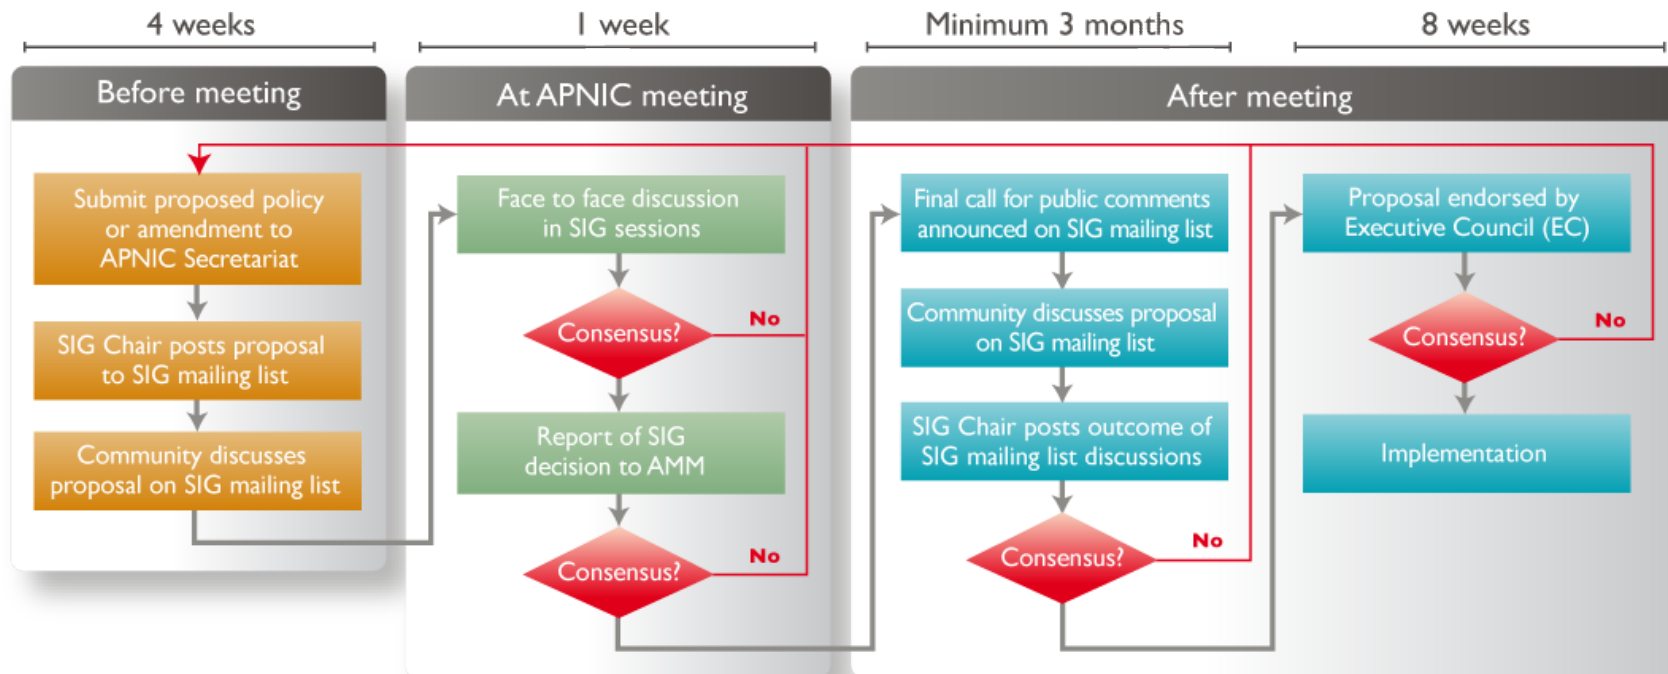 4 weeks
1 week
Minimum 3 months
8 weeks
Before meeting
At APNIC meeting
After meeting
Submit proposed policy
or amendment to
APNIC Secretariat
SIG Chair posts proposal
to SIG mailing list
Community discusses
proposal on SIG mailing list
Face to face discussion
in SIG sessions
Consensus?
No
Report of SIG
decision to AMM
Consensus?
No
Final call for public comments
announced on SIG mailing list
Community discusses proposal
on SIG mailing list
SIG Chair posts outcome of
SIG mailing list discussions
Consensus?
No
Proposal endorsed by
Executive Council (EC)
Consensus?
No
Implementation